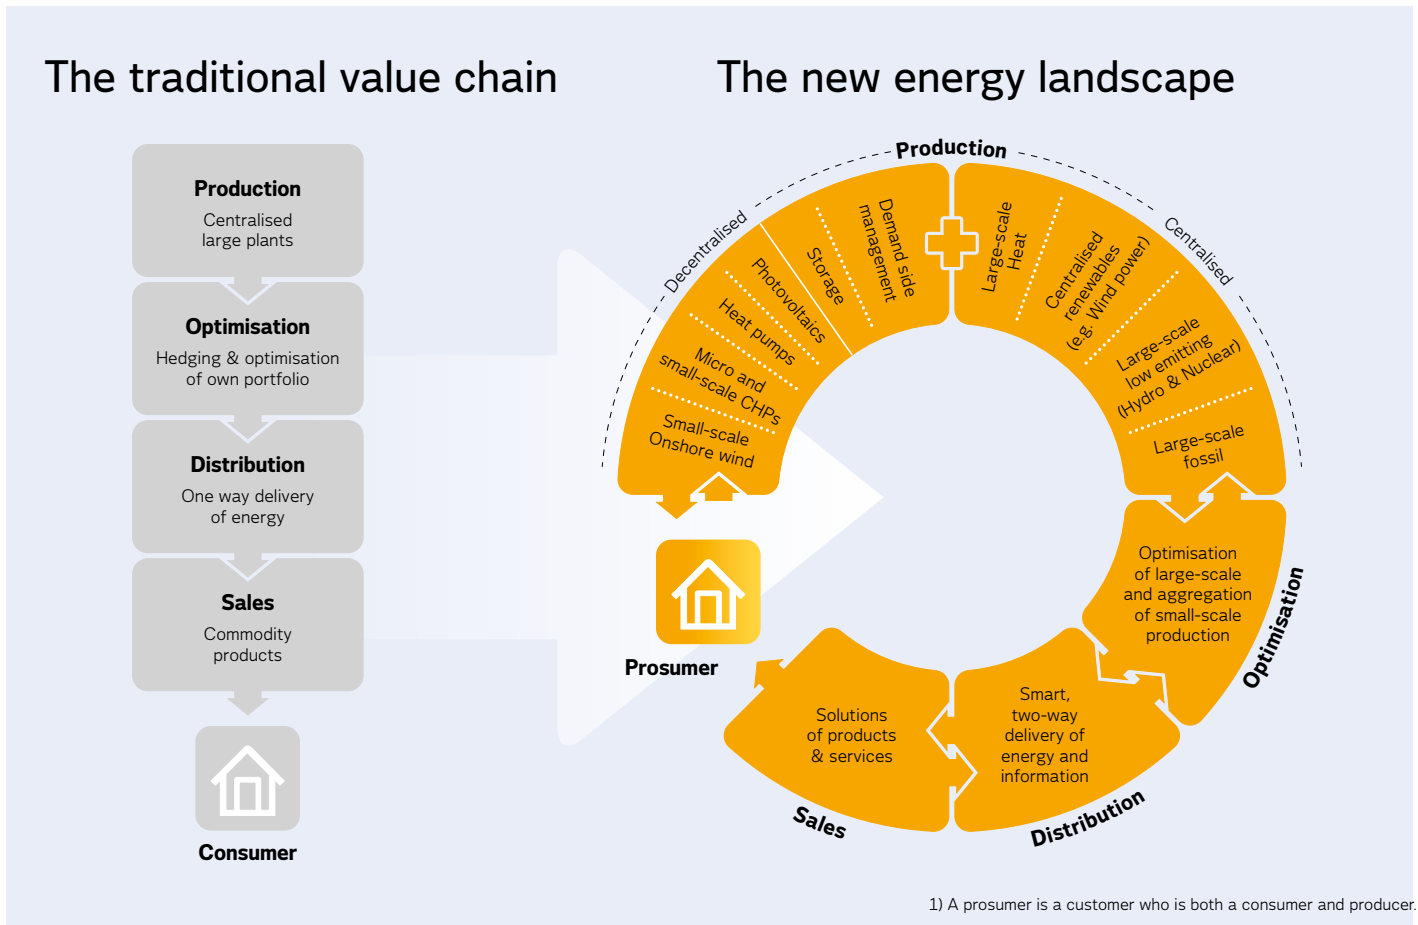 The traditional value chain
Production
Centralised
large plants
Optimisation
Hedging & optimisation
of own portfolio
Distribution
One way delivery
of energy
Sales
Commodity
products
Consumer
The new energy landscape
Production
Decentralised
Centralised
Small-scale
Onshore wind
Micro and
small-scale CHPs
Heat pumps
Photovoltaics
Storage
Demand side
management
Large-scale
Heat
Centralised
renewables
(e.g. Wind power)
Large-scale
low emitting
(Hydro & Nuclear)
Large-scale
fossil
Optimisation
of large-scale
and aggregation
of small-scale
production
Optimisation
Smart,
two-way
delivery of
energy and
information
Distribution
Solutions
of products
& services
Sales
Prosumer
1) A prosumer is a customer who is both a consumer and producer.